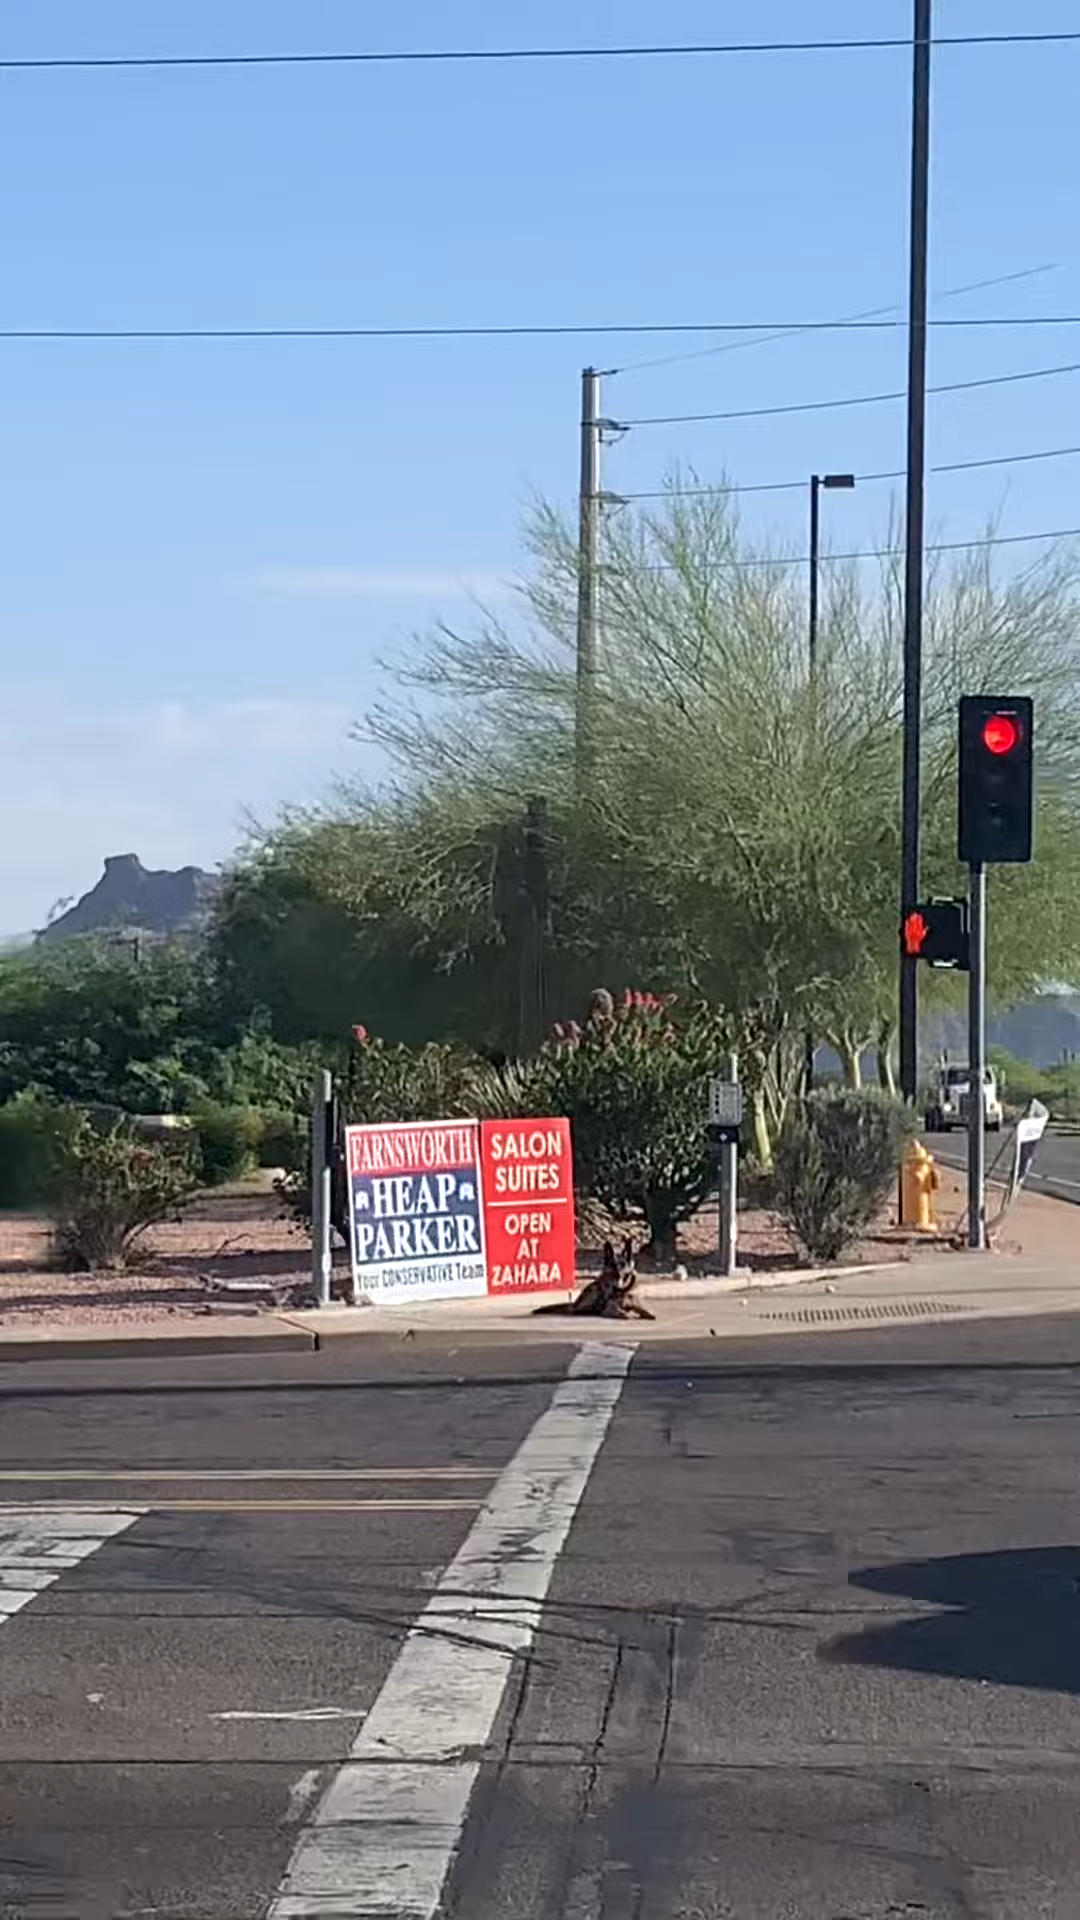 FARNSWORTH
HEAP
PARKER
Your CONSERVATIVE Team
SALON
SUITES
OPEN
AT
ZAHARA